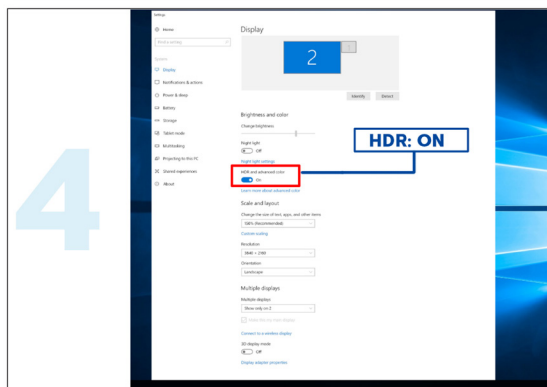 4
Settings
Home
Find a setting
System
Display
Notifications & actions
Power & sleep
Battery
Storage
Tablet mode
Multitasking
Projecting to this PC
Shared experiences
About
Display
2
1
Identify
Detect
Brightness and color
Change brightness
Night light
Off
Night light settings
HDR and advanced color
On
Learn more about advanced color
HDR: ON
Scale and layout
Change the size of text, apps, and other items
100% (Recommended)
Custom scaling
Resolution
3840 × 2160
Orientation
Landscape
Multiple displays
Multiple displays
Show only on 2
Make this my main display
Connect to a wireless display
3D display mode
Off
Display adapter properties